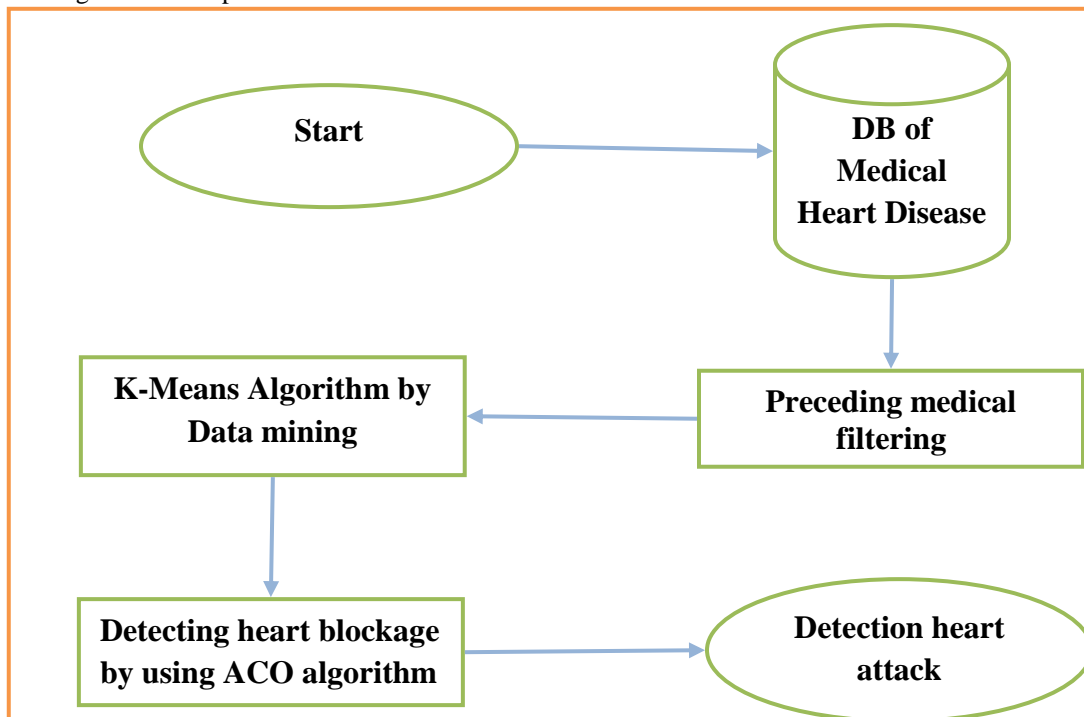 Start
DB of
Medical
Heart Disease
Preceding medical
filtering
K-Means Algorithm by
Data mining
Detecting heart blockage
by using ACO algorithm
Detection heart
attack